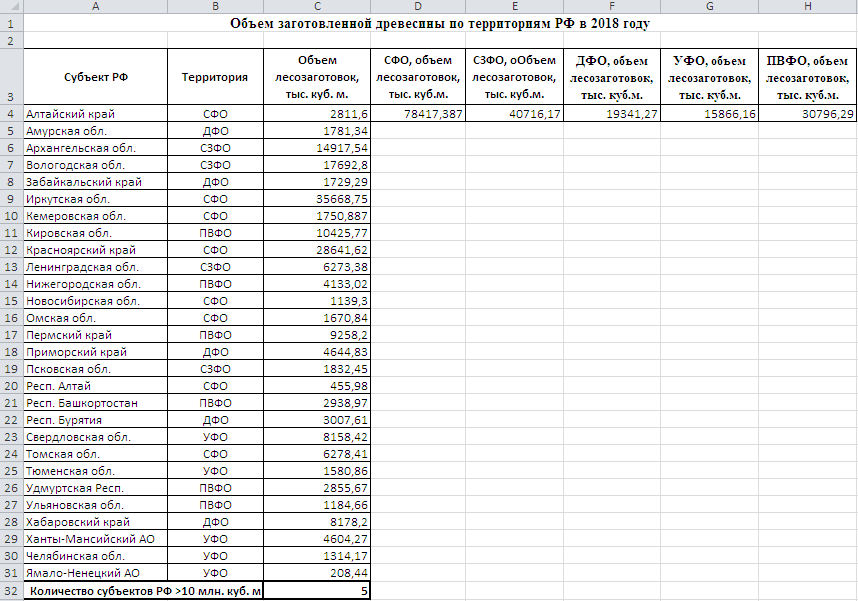 A B C D E F G H
1 Объем заготовленной древесины по территориям РФ в 2018 году
2
3 Субъект РФ Территория Объем лесозаготовок, тыс. куб. м. СФО, объем лесозаготовок, тыс. куб.м. СЗФО, оОбъем лесозаготовок, тыс. куб.м. ДФО, объем лесозаготовок, тыс. куб.м. УФО, объем лесозаготовок, тыс. куб.м. ПВФО, объем лесозаготовок, тыс. куб.м.
4 Алтайский край СФО 2811,6 78417,387 40716,17 19341,27 15866,16 30796,29
5 Амурская обл. ДФО 1781,34
6 Архангельская обл. СЗФО 14917,54
7 Вологодская обл. СЗФО 17692,8
8 Забайкальский край ДФО 1729,29
9 Иркутская обл. СФО 35668,75
10 Кемеровская обл. СФО 1750,887
11 Кировская обл. ПВФО 10425,77
12 Красноярский край СФО 28641,62
13 Ленинградская обл. СЗФО 6273,38
14 Нижегородская обл. ПВФО 4133,02
15 Новосибирская обл. СФО 1139,3
16 Омская обл. СФО 1670,84
17 Пермский край ПВФО 9258,2
18 Приморский край ДФО 4644,83
19 Псковская обл. СЗФО 1832,45
20 Респ. Алтай СФО 455,98
21 Респ. Башкортостан ПВФО 2938,97
22 Респ. Бурятия ДФО 3007,61
23 Свердловская обл. УФО 8158,42
24 Томская обл. СФО 6278,41
25 Тюменская обл. УФО 1580,86
26 Удмуртская Респ. ПВФО 2855,67
27 Ульяновская обл. ПВФО 1184,66
28 Хабаровский край ДФО 8178,2
29 Ханты-Мансийский АО УФО 4604,27
30 Челябинская обл. УФО 1314,17
31 Ямало-Ненецкий АО УФО 208,44
32 Количество субъектов РФ >10 млн. куб. м 5